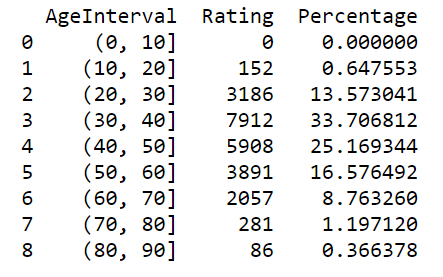 AgeInterval Rating Percentage
0 (0, 10] 0 0.000000
1 (10, 20] 152 0.647553
2 (20, 30] 3186 13.573041
3 (30, 40] 7912 33.706812
4 (40, 50] 5908 25.169344
5 (50, 60] 3891 16.576492
6 (60, 70] 2057 8.763260
7 (70, 80] 281 1.197120
8 (80, 90] 86 0.366378